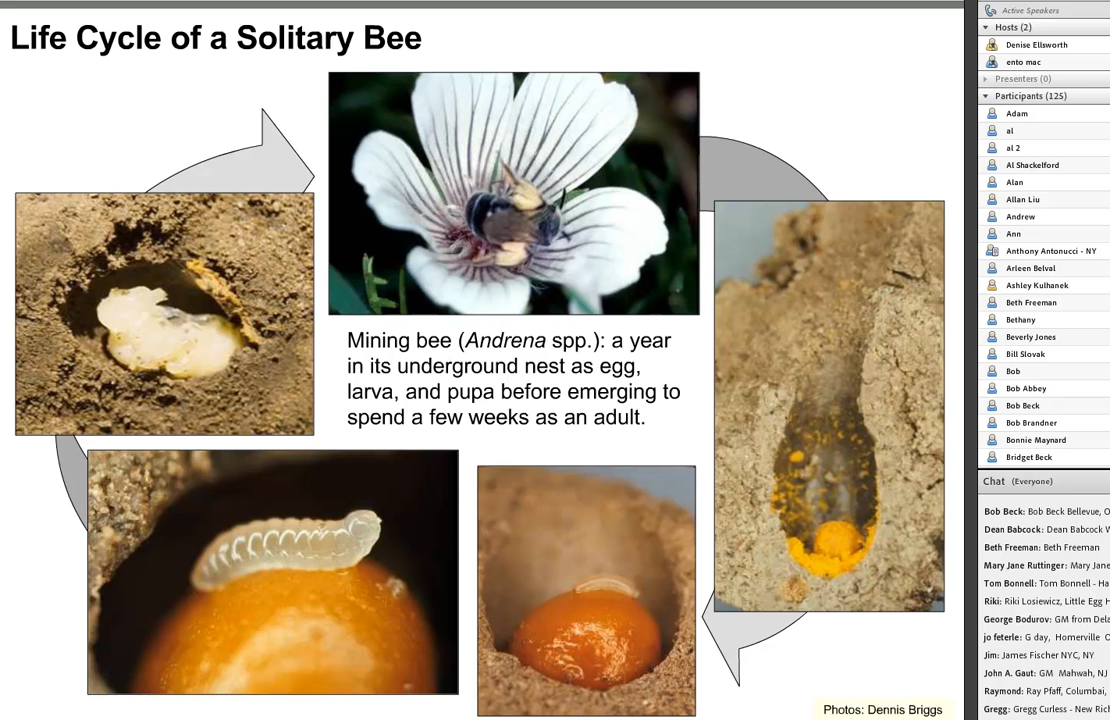 Life Cycle of a Solitary Bee
Mining bee (Andrena spp.): a year
in its underground nest as egg,
larva, and pupa before emerging to
spend a few weeks as an adult.
Photos: Dennis Briggs
Active Speakers
Hosts (2)
Denise Ellsworth
ento mac
Presenters (0)
Participants (125)
Adam
al
al 2
Al Shackelford
Alan
Allan Liu
Andrew
Ann
Anthony Antonucci - NY
Arleen Belval
Ashley Kulhanek
Beth Freeman
Bethany
Beverly Jones
Bill Slovak
Bob
Bob Abbey
Bob Beck
Bob Brandner
Bonnie Maynard
Bridget Beck
Chat (Everyone)
Bob Beck: Bob Beck Bellevue, O
Dean Babcock: Dean Babcock W
Beth Freeman: Beth Freeman
Mary Jane Ruttinger: Mary Jane
Tom Bonnell: Tom Bonnell - Ha
Riki: Riki Losiewicz, Little Egg H
George Bodurov: GM from Dela
jo feterle: G day, Homerville O
Jim: James Fischer NYC, NY
John A. Gaut: GM Mahwah, NJ
Raymond: Ray Pfaff, Columbai,
Gregg: Gregg Curless - New Rich